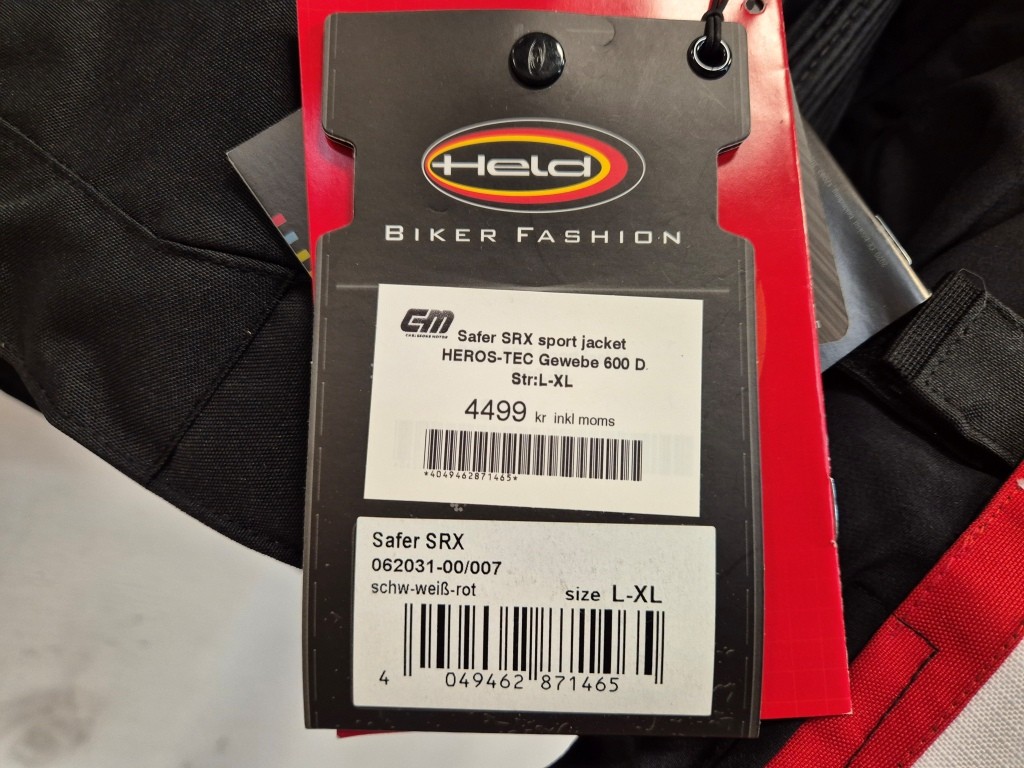 Held
BIKER FASHION
CM
Safer SRX sport jacket
HEROS-TEC Gewebe 600 D.
Str:L-XL
4499 kr inkl moms
*4049462871465*
Safer SRX
062031-00/007
schw-weiß-rot size L-XL
4 049462 871465